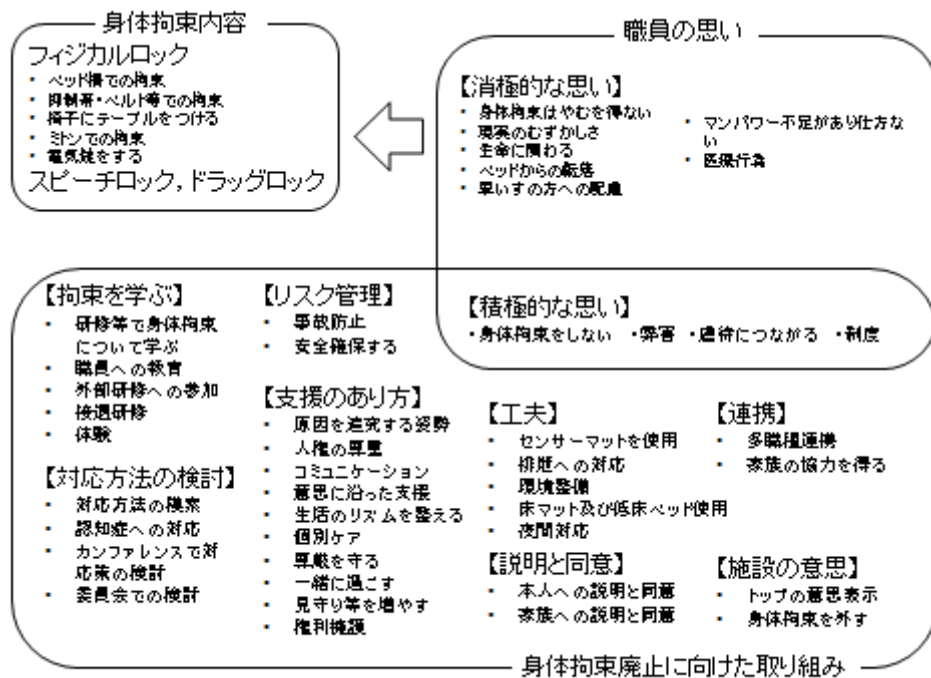 身体拘束内容
フィジカルロック
・ ベッド柵での拘束
・ 抑制帯・ベルト等での拘束
・ 椅子にテーブルをつける
・ ミトンでの拘束
・ 電気焼をする
スピーチロック，ドラッグロック
職員の思い
【消極的な思い】
・ 身体拘束はやむを得ない
・ 現実のむずかしさ
・ 生命に関わる
・ ベッドからの転落
・ 早いすの方への配慮
・ マンパワー不足があり仕方な
い
・ 医療行為
【積極的な思い】
・身体拘束をしない ・弊害 ・虐待につながる ・制度
【拘束を学ぶ】
・ 研修等で身体拘束
について学ぶ
・ 職員への教育
・ 外部研修への参加
・ 接遇研修
・ 体験
【対応方法の検討】
・ 対応方法の模索
・ 認知症への対応
・ カンファレンスで対
応策の検討
・ 委員会での検討
【リスク管理】
・ 事故防止
・ 安全確保する
【支援のあり方】
・ 原因を追究する姿勢
・ 人権の尊重
・ コミュニケーション
・ 意思に沿った支援
・ 生活のリズムを整える
・ 個別ケア
・ 尊厳を守る
・ 一緒に過ごす
・ 見守り等を増やす
・ 権利擁護
【工夫】
・ センサーマットを使用
・ 排泄への対応
・ 環境整備
・ 床マット及び低床ベッド使用
・ 夜間対応
【説明と同意】
・ 本人への説明と同意
・ 家族への説明と同意
【連携】
・ 多職種連携
・ 家族の協力を得る
【施設の意思】
・ トップの意思表示
・ 身体拘束を外す
身体拘束廃止に向けた取り組み